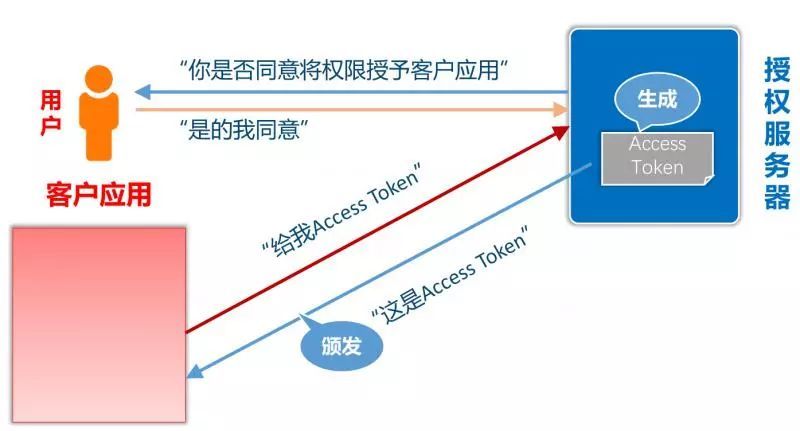 “你是否同意将权限授予客户应用”
用户
“是的我同意”
客户应用
生成
Access
Token
授权服务器
“给我Access Token”
“这是Access Token”
颁发